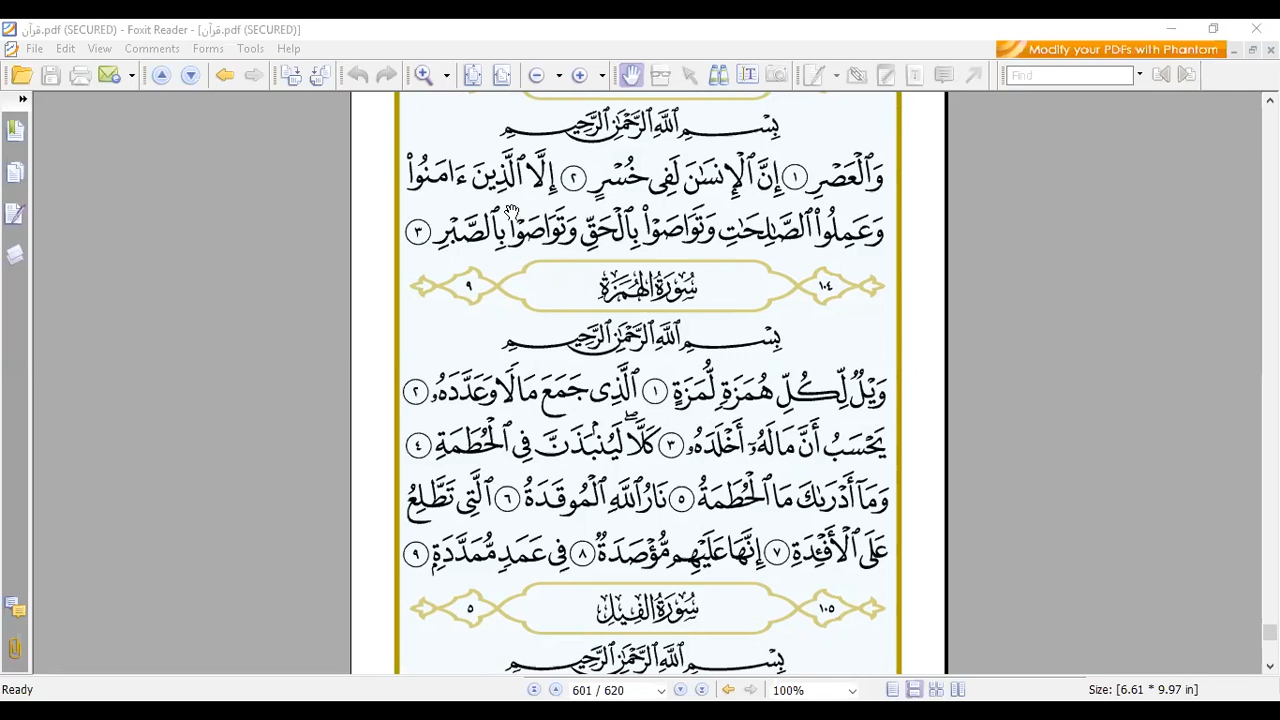 قرآن.pdf (SECURED) - Foxit Reader - [قرآن.pdf (SECURED)]
File Edit View Comments Forms Tools Help
Modify your PDFs with Phantom
Find
بِسْمِ ٱللَّهِ ٱلرَّحْمَٰنِ ٱلرَّحِيمِ
وَٱلْعَصْرِ ١ إِنَّ ٱلْإِنسَٰنَ لَفِى خُسْرٍ ٢ إِلَّا ٱلَّذِينَ ءَامَنُوا۟
وَعَمِلُوا۟ ٱلصَّٰلِحَٰتِ وَتَوَاصَوْا۟ بِٱلْحَقِّ وَتَوَاصَوْا۟ بِٱلصَّبْرِ ٣
١٠٤ سُورَةُ الهُمَزَةِ ٩
بِسْمِ ٱللَّهِ ٱلرَّحْمَٰنِ ٱلرَّحِيمِ
وَيْلٌ لِّكُلِّ هُمَزَةٍ لُّمَزَةٍ ١ ٱلَّذِى جَمَعَ مَالًا وَعَدَّدَهُۥ ٢
يَحْسَبُ أَنَّ مَالَهُۥٓ أَخْلَدَهُۥ ٣ كَلَّا ۖ لَيُنۢبَذَنَّ فِى ٱلْحُطَمَةِ ٤
وَمَآ أَدْرَىٰكَ مَا ٱلْحُطَمَةُ ٥ نَارُ ٱللَّهِ ٱلْمُوقَدَةُ ٦ ٱلَّتِى تَطَّلِعُ
عَلَى ٱلْأَفْـِٔدَةِ ٧ إِنَّهَا عَلَيْهِم مُّؤْصَدَةٌ ٨ فِى عَمَدٍ مُّمَدَّدَةٍۭ ٩
١٠٥ سُورَةُ الفِيلِ ٥
بِسْمِ ٱللَّهِ ٱلرَّحْمَٰنِ ٱلرَّحِيمِ
Ready 601 / 620 100% Size: [6.61 * 9.97 in]